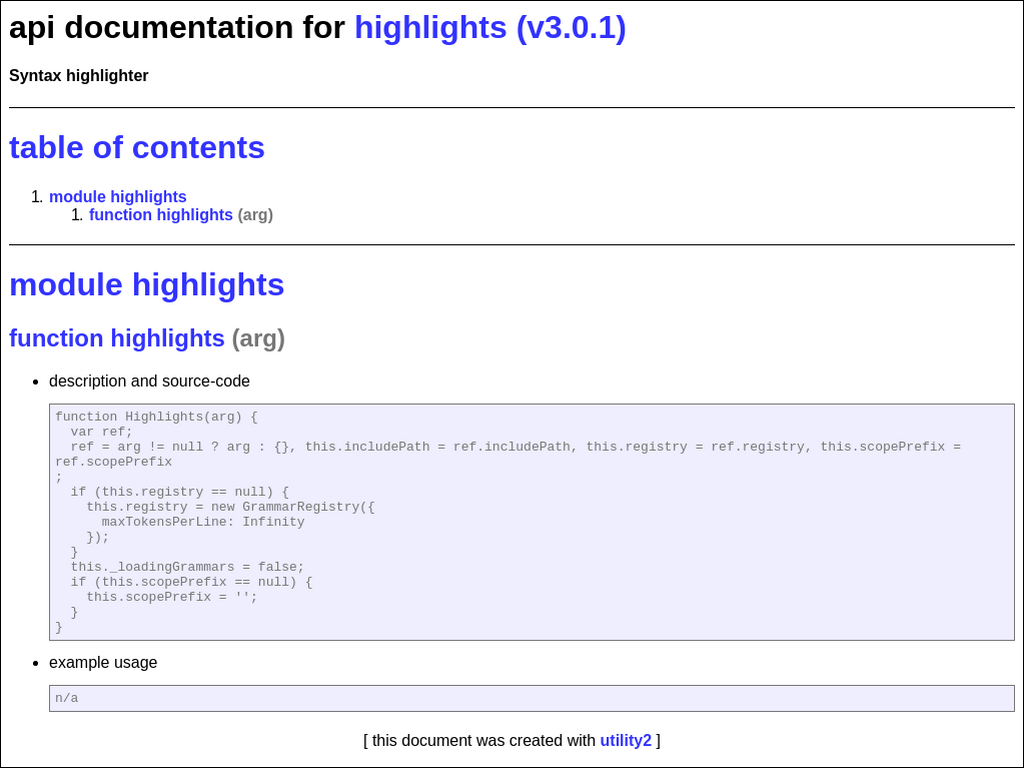 api documentation for highlights (v3.0.1)
Syntax highlighter
table of contents
1. module highlights
1. function highlights (arg)
module highlights
function highlights (arg)
• description and source-code
function Highlights(arg) {
  var ref;
  ref = arg != null ? arg : {}, this.includePath = ref.includePath, this.registry = ref.registry, this.scopePrefix =
ref.scopePrefix
;
  if (this.registry == null) {
    this.registry = new GrammarRegistry({
      maxTokensPerLine: Infinity
    });
  }
  this._loadingGrammars = false;
  if (this.scopePrefix == null) {
    this.scopePrefix = '';
  }
}
• example usage
n/a
[ this document was created with utility2 ]